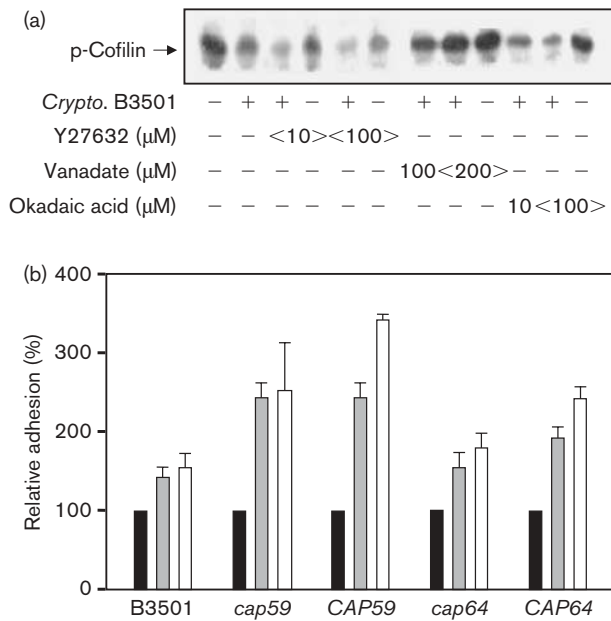 (a)
p-Cofilin
Crypto. B3501 − + + − + − + + − + + −
Y27632 (μM) − − <10> <100> − − − − − −
Vanadate (μM) − − − − − − 100 <200> − − −
Okadaic acid (μM) − − − − − − − − − 10 <100>
(b)
400
300
200
100
0
Relative adhesion (%)
B3501 cap59 CAP59 cap64 CAP64